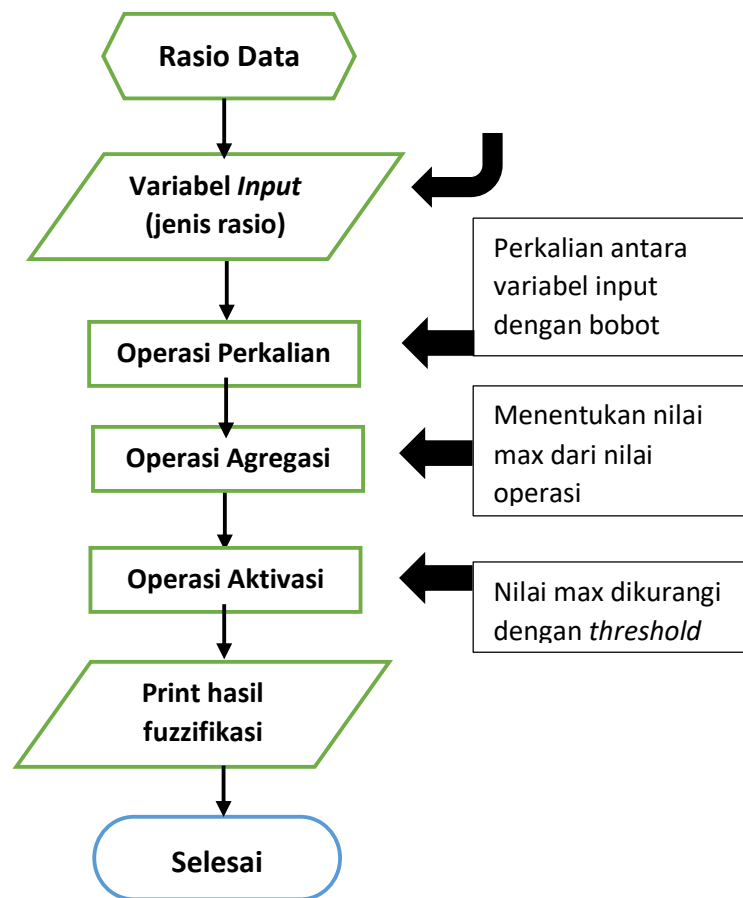 Rasio Data
Variabel Input
(jenis rasio)
Perkalian antara
variabel input
dengan bobot
Operasi Perkalian
Menentukan nilai
max dari nilai
operasi
Operasi Agregasi
Nilai max dikurangi
dengan threshold
Operasi Aktivasi
Print hasil
fuzzifikasi
Selesai